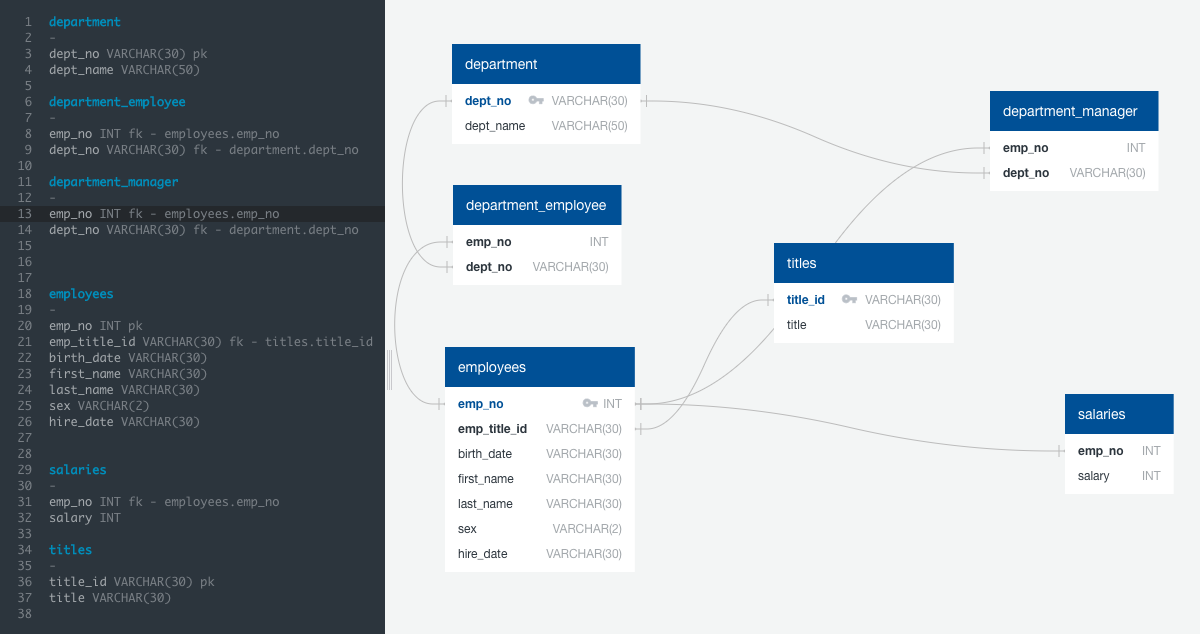 1 department
2 -
3 dept_no VARCHAR(30) pk
4 dept_name VARCHAR(50)
5
6 department_employee
7 -
8 emp_no INT fk - employees.emp_no
9 dept_no VARCHAR(30) fk - department.dept_no
10
11 department_manager
12 -
13 emp_no INT fk - employees.emp_no
14 dept_no VARCHAR(30) fk - department.dept_no
15
16
17
18 employees
19 -
20 emp_no INT pk
21 emp_title_id VARCHAR(30) fk - titles.title_id
22 birth_date VARCHAR(30)
23 first_name VARCHAR(30)
24 last_name VARCHAR(30)
25 sex VARCHAR(2)
26 hire_date VARCHAR(30)
27
28
29 salaries
30 -
31 emp_no INT fk - employees.emp_no
32 salary INT
33
34 titles
35 -
36 title_id VARCHAR(30) pk
37 title VARCHAR(30)
38
department
dept_no VARCHAR(30)
dept_name VARCHAR(50)
department_manager
emp_no INT
dept_no VARCHAR(30)
department_employee
emp_no INT
dept_no VARCHAR(30)
titles
title_id VARCHAR(30)
title VARCHAR(30)
employees
emp_no INT
emp_title_id VARCHAR(30)
birth_date VARCHAR(30)
first_name VARCHAR(30)
last_name VARCHAR(30)
sex VARCHAR(2)
hire_date VARCHAR(30)
salaries
emp_no INT
salary INT